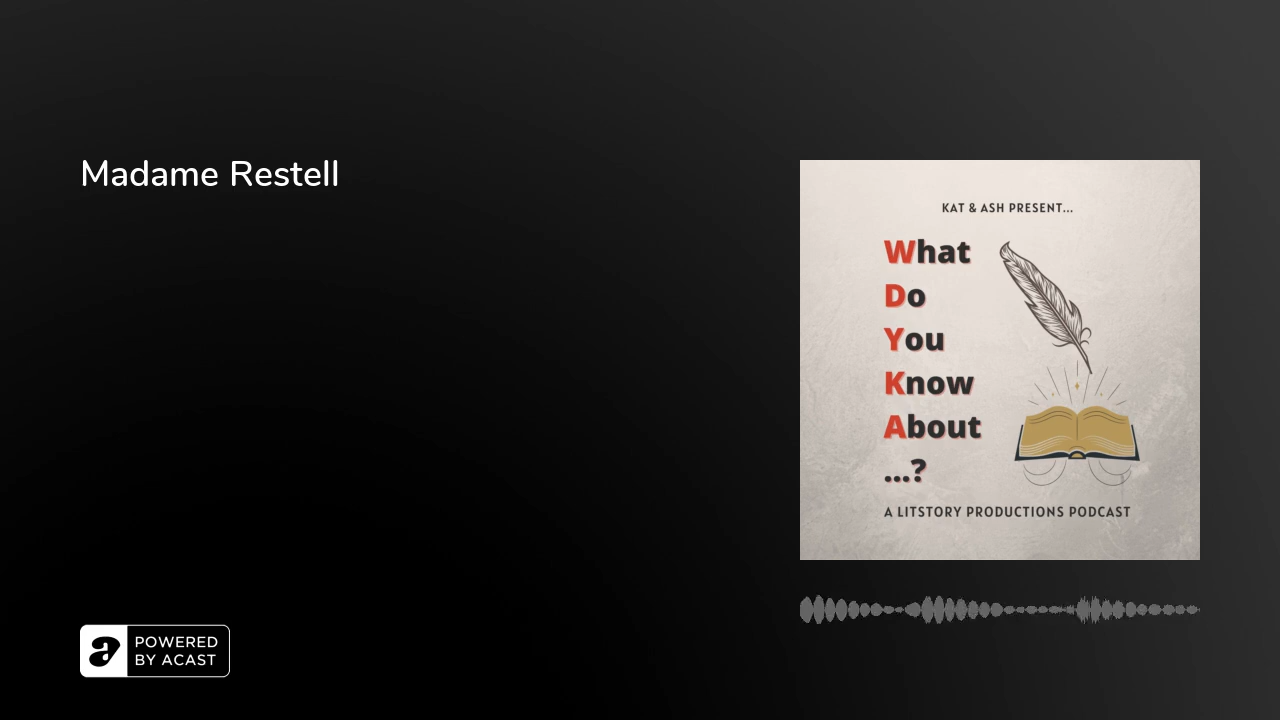 Madame Restell
KAT & ASH PRESENT...
What
Do
You
Know
About
...?
A LITSTORY PRODUCTIONS PODCAST
a POWERED
BY ACAST